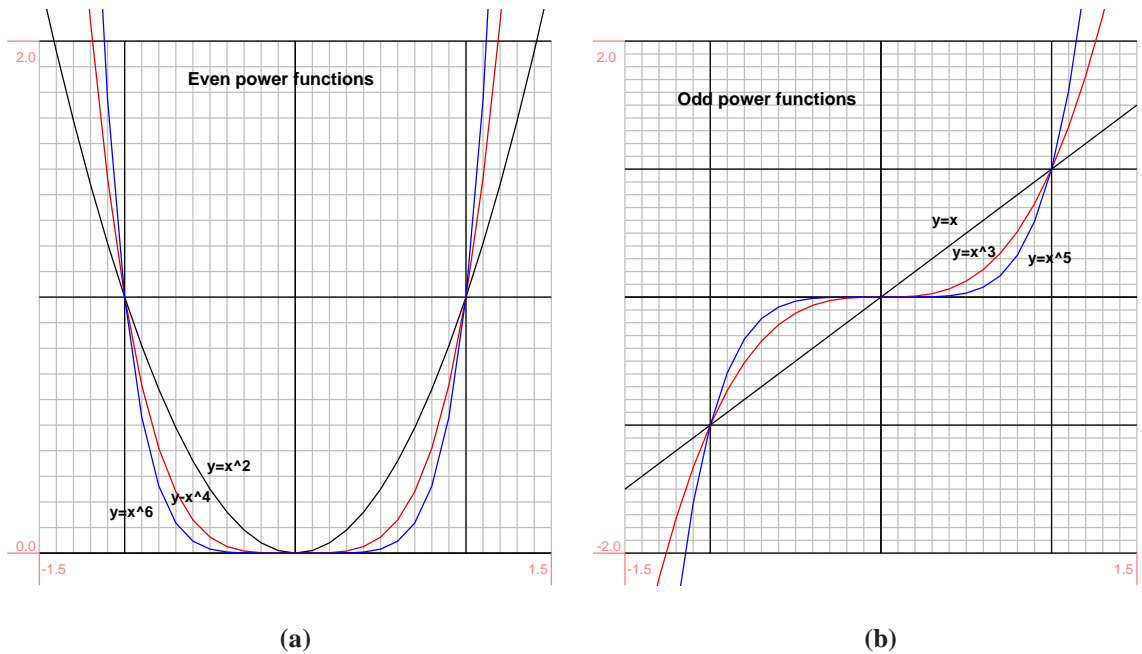 2.0
Even power functions
y=x^2
y-x^4
y=x^6
0.0
-1.5
1.5
(a)
2.0
Odd power functions
y=x
y=x^3
y=x^5
-2.0
-1.5
1.5
(b)